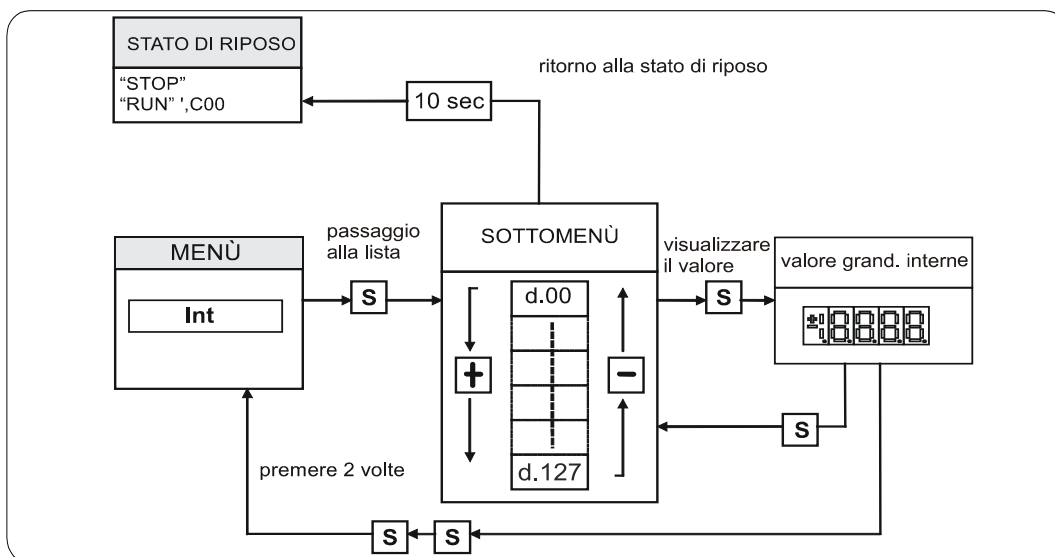 STATO DI RIPOSO
“STOP”
“RUN” ',C00
10 sec
ritorno alla stato di riposo
MENÙ
Int
passaggio
alla lista
S
SOTTOMENÙ
d.00
+
−
d.127
visualizzare
il valore
S
valore grand. interne
S
premere 2 volte
S
S